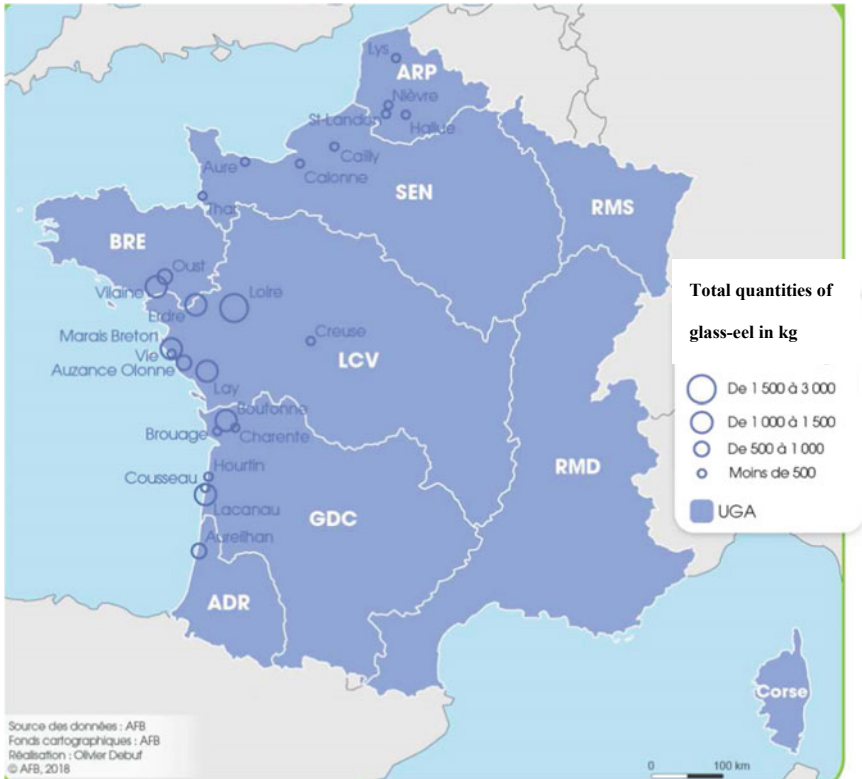 Lys
ARP
Nièvre
St-Landon
Hallue
Cailly
Aure
Calonne
SEN
Thar
RMS
BRE
Oust
Vilaine
Loire
Erdre
Marais Breton
Creuse
Vie
LCV
Auzance Olonne
Lay
Boutonne
Brouage
Charente
Hourtin
Cousseau
Lacanau
GDC
RMD
Aureilhan
ADR
Corse
Total quantities of
glass-eel in kg
De 1 500 à 3 000
De 1 000 à 1 500
De 500 à 1 000
Moins de 500
UGA
Source des données : AFB
Fonds cartographiques : AFB
Réalisation : Olivier Debuf
© AFB, 2018
0 100 km